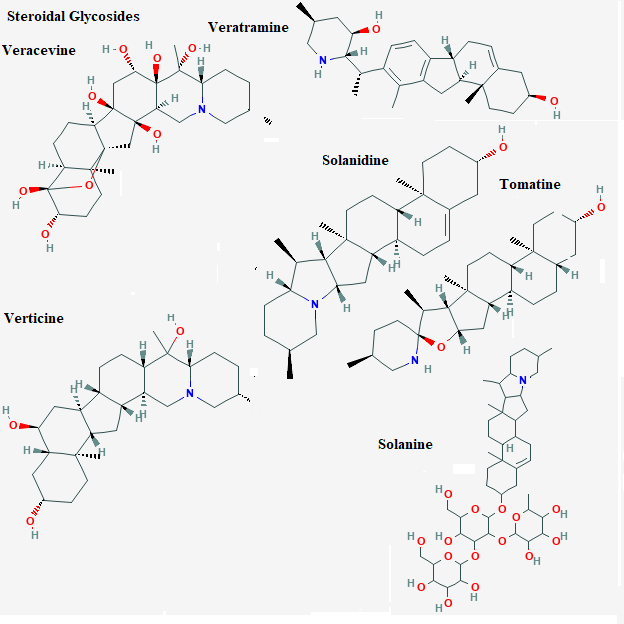 Steroidal Glycosides
Veratramine
Veracevine
Solanidine
Tomatine
Verticine
Solanine